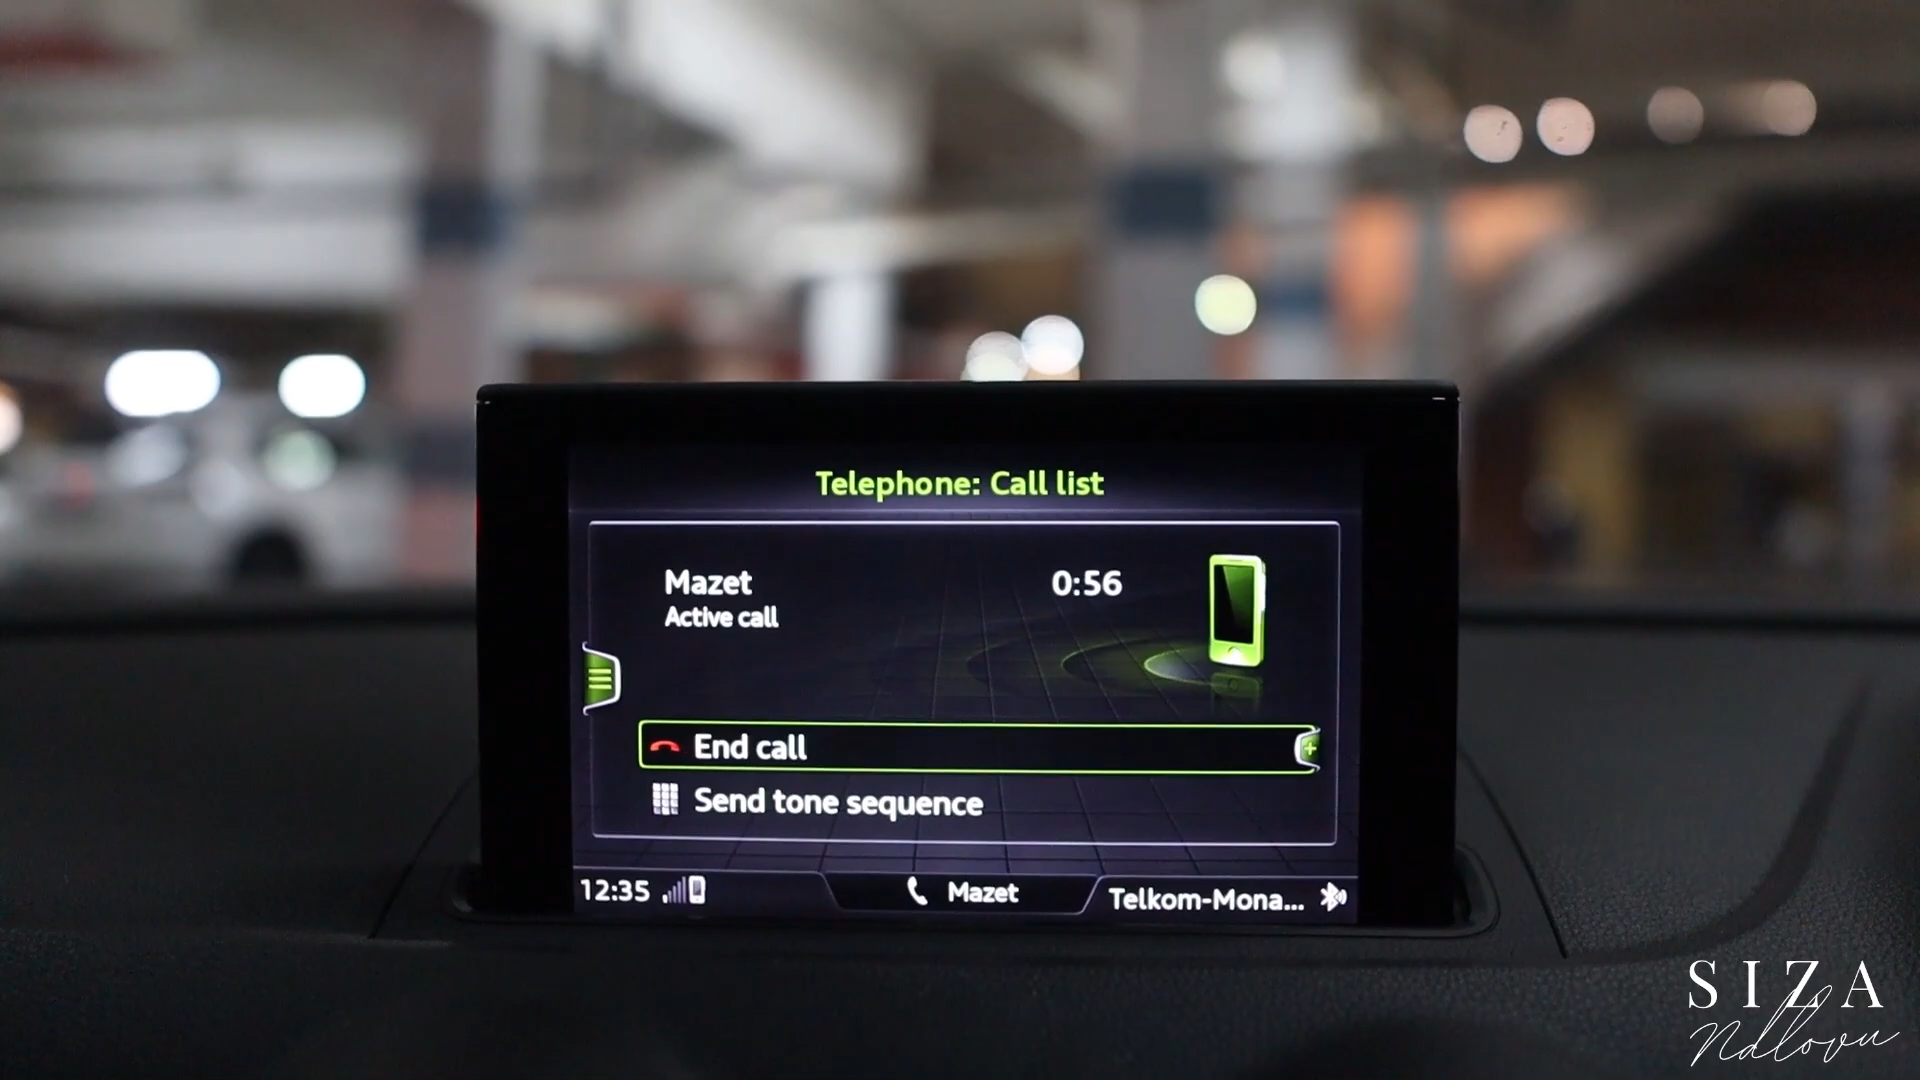 Telephone: Call list
Mazet 0:56
Active call
End call
Send tone sequence
12:35 Mazet Telkom-Mona...
SIZA
Ndlovu